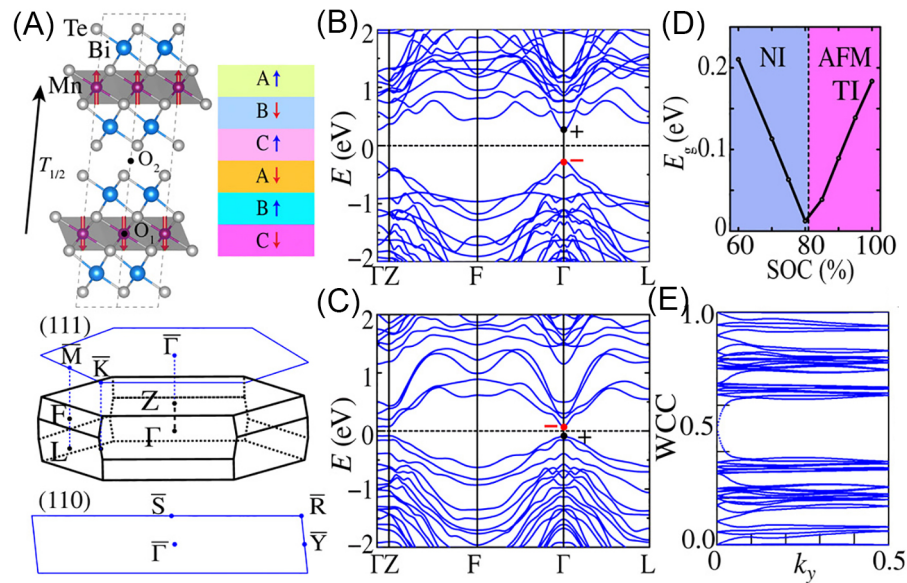 (A)
Te
Bi
Mn
T1/2
O2
O1
A↑
B↓
C↑
A↓
B↑
C↓
(111)
Γ̅
M̅
K̅
Z
F
Γ
L
(110)
S̅
R̅
Γ̅
Y̅
(B)
E (eV)
2
1
0
-1
-2
+
−
ΓZ
F
Γ
L
(C)
E (eV)
2
1
0
-1
-2
−
+
ΓZ
F
Γ
L
(D)
NI
AFM
TI
Eg (eV)
0.2
0.1
0
60
80
100
SOC (%)
(E)
WCC
1.0
0.5
0.0
0
ky
0.5